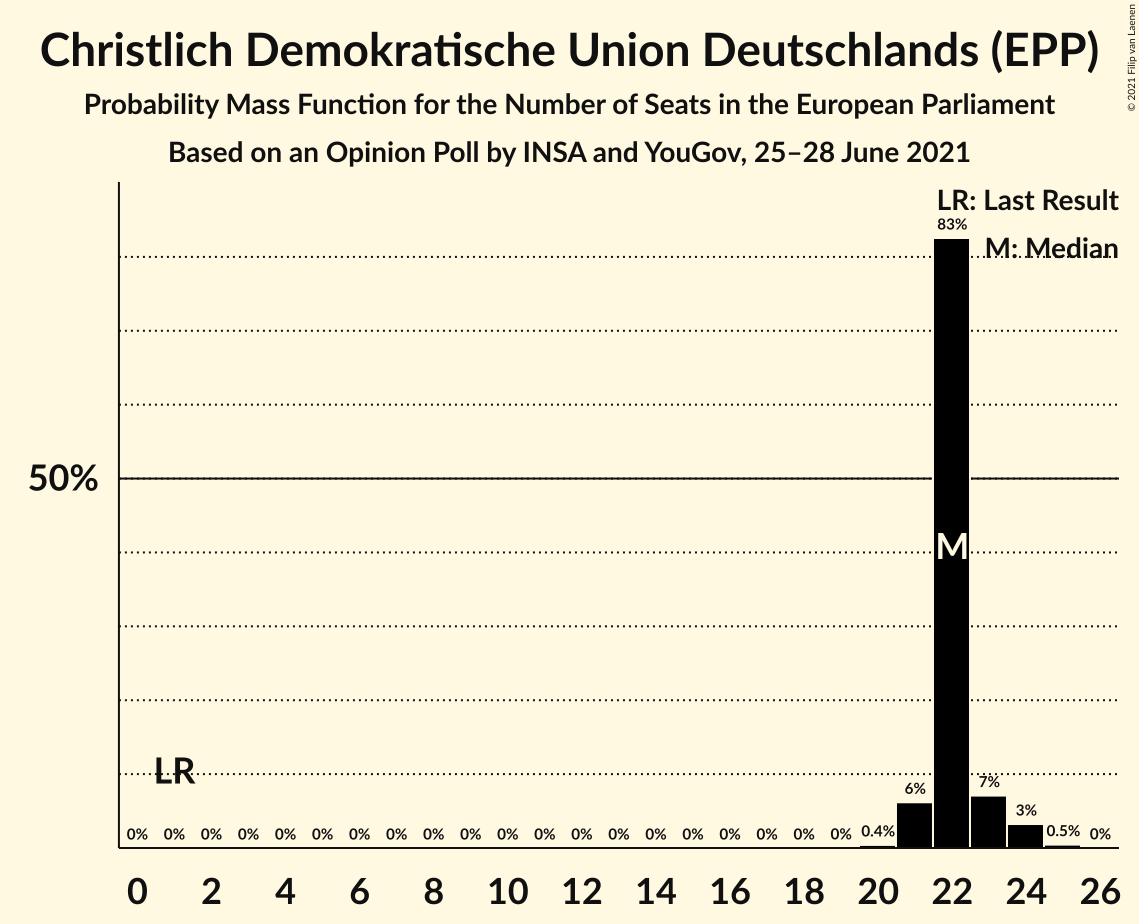 Christlich Demokratische Union Deutschlands (EPP)
Probability Mass Function for the Number of Seats in the European Parliament
Based on an Opinion Poll by INSA and YouGov, 25–28 June 2021
© 2021 Filip van Laenen
LR: Last Result
83%
M: Median
50%
M
LR
7%
6%
3%
0% 0% 0% 0% 0% 0% 0% 0% 0% 0% 0% 0% 0% 0% 0% 0% 0% 0% 0% 0% 0.4% 0.5% 0%
0 2 4 6 8 10 12 14 16 18 20 22 24 26